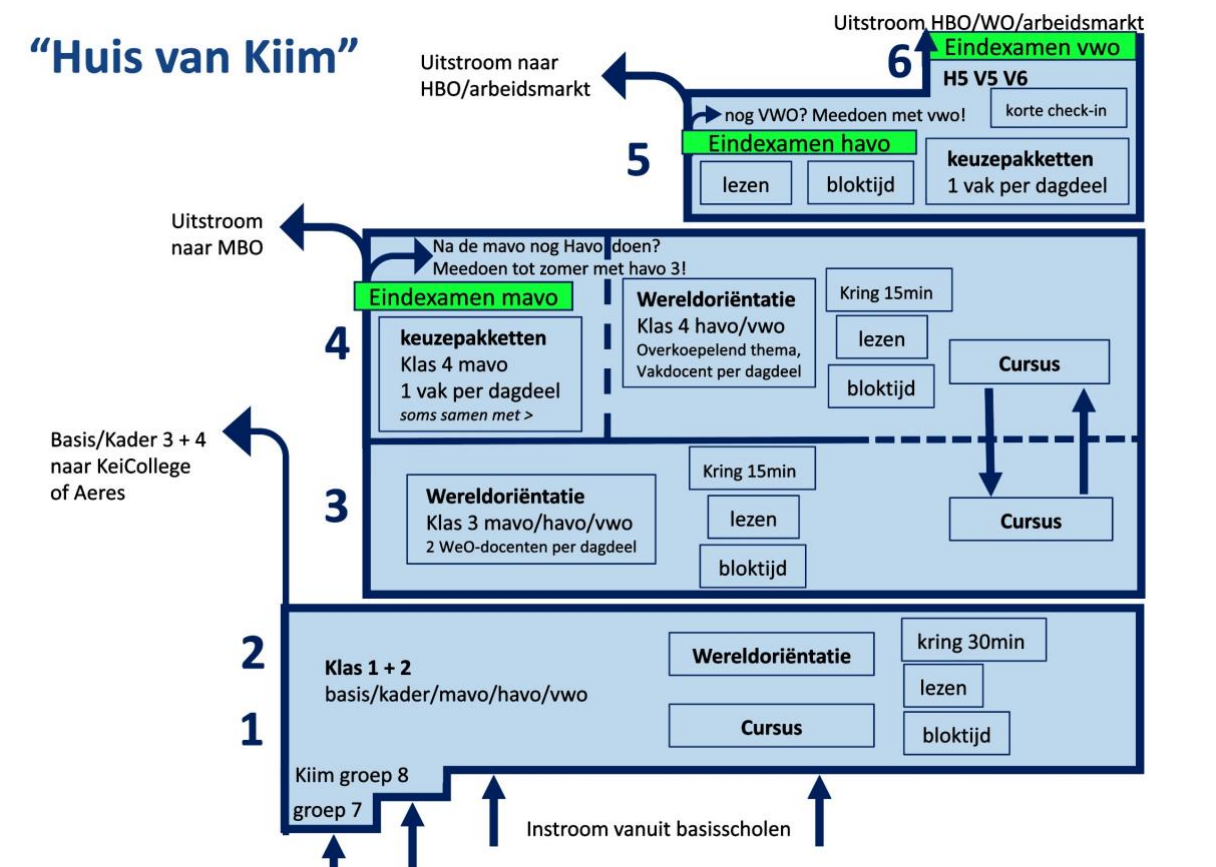 “Huis van Kiim”
Uitstroom HBO/WO/arbeidsmarkt
6
Eindexamen vwo
H5 V5 V6
korte check-in
Uitstroom naar
HBO/arbeidsmarkt
nog VWO? Meedoen met vwo!
5
Eindexamen havo
lezen
bloktijd
keuzepakketten
1 vak per dagdeel
Uitstroom
naar MBO
Na de mavo nog Havo doen?
Meedoen tot zomer met havo 3!
Eindexamen mavo
4
keuzepakketten
Klas 4 mavo
1 vak per dagdeel
soms samen met >
Wereldoriëntatie
Klas 4 havo/vwo
Overkoepelend thema,
Vakdocent per dagdeel
Kring 15min
lezen
bloktijd
Cursus
Basis/Kader 3 + 4
naar KeiCollege
of Aeres
3
Wereldoriëntatie
Klas 3 mavo/havo/vwo
2 WeO-docenten per dagdeel
Kring 15min
lezen
bloktijd
Cursus
2
1
Klas 1 + 2
basis/kader/mavo/havo/vwo
Wereldoriëntatie
Cursus
kring 30min
lezen
bloktijd
Kiim groep 8
groep 7
Instroom vanuit basisscholen